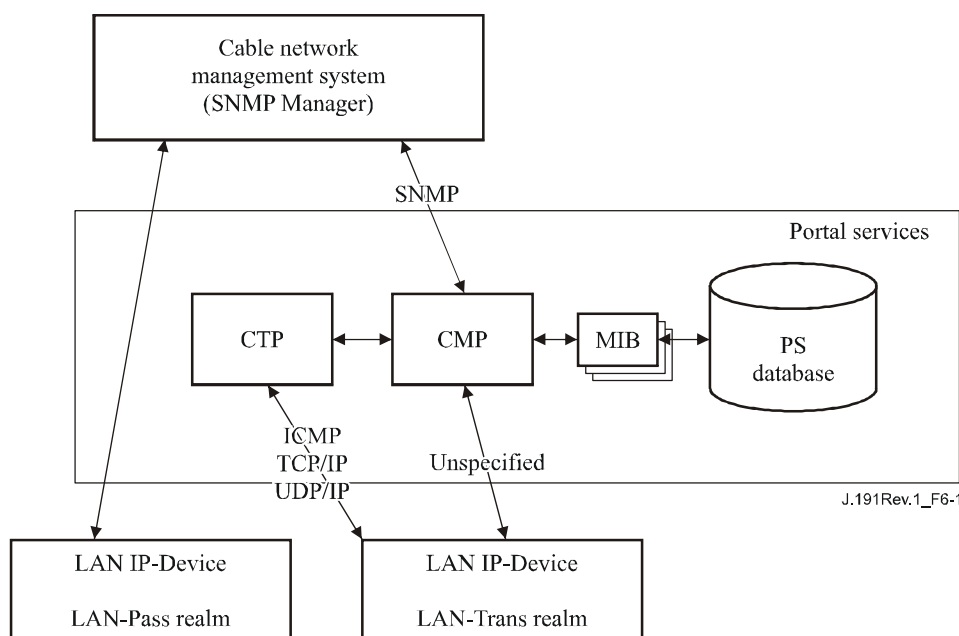 Cable network
management system
(SNMP Manager)
SNMP
Portal services
CTP
CMP
MIB
PS
database
ICMP
TCP/IP
UDP/IP
Unspecified
J.191Rev.1_F6-1
LAN IP-Device
LAN-Pass realm
LAN IP-Device
LAN-Trans realm